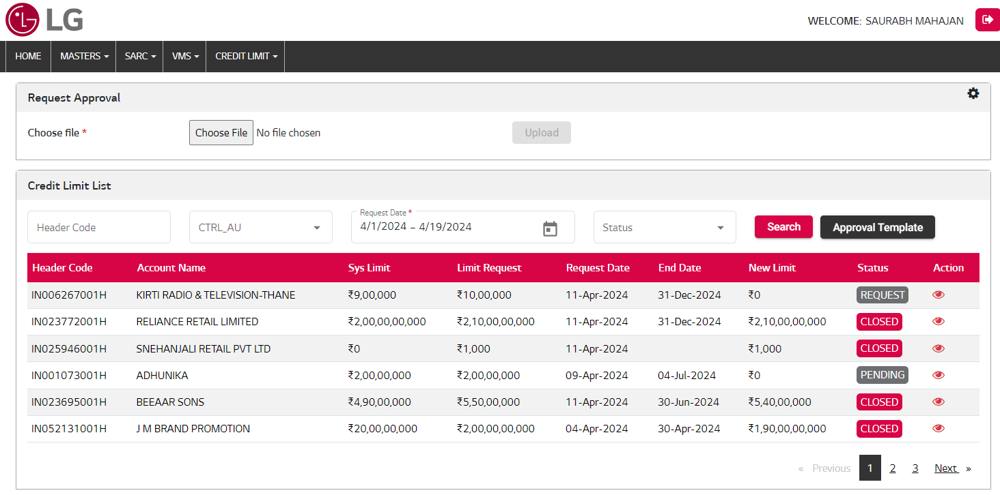 LG LG
WELCOME: SAURABH MAHAJAN
HOME MASTERS SARC VMS CREDIT LIMIT
Request Approval
Choose file * Choose File No file chosen Upload
Credit Limit List
Request Date *
Header Code CTRL_AU 4/1/2024 – 4/19/2024 Status Search Approval Template
Header Code Account Name Sys Limit Limit Request Request Date End Date New Limit Status Action
IN006267001H KIRTI RADIO & TELEVISION-THANE ₹9,00,000 ₹10,00,000 11-Apr-2024 31-Dec-2024 ₹0 REQUEST
IN023772001H RELIANCE RETAIL LIMITED ₹2,00,00,00,000 ₹2,10,00,00,000 11-Apr-2024 31-Dec-2024 ₹2,10,00,00,000 CLOSED
IN025946001H SNEHANJALI RETAIL PVT LTD ₹0 ₹1,000 11-Apr-2024 ₹1,000 CLOSED
IN001073001H ADHUNIKA ₹2,00,00,000 ₹2,00,00,000 09-Apr-2024 04-Jul-2024 ₹0 PENDING
IN023695001H BEEAAR SONS ₹4,90,00,000 ₹5,50,00,000 11-Apr-2024 30-Jun-2024 ₹5,40,00,000 CLOSED
IN052131001H J M BRAND PROMOTION ₹20,00,00,000 ₹2,00,00,00,000 04-Apr-2024 30-Apr-2024 ₹1,90,00,00,000 CLOSED
« Previous 1 2 3 Next »